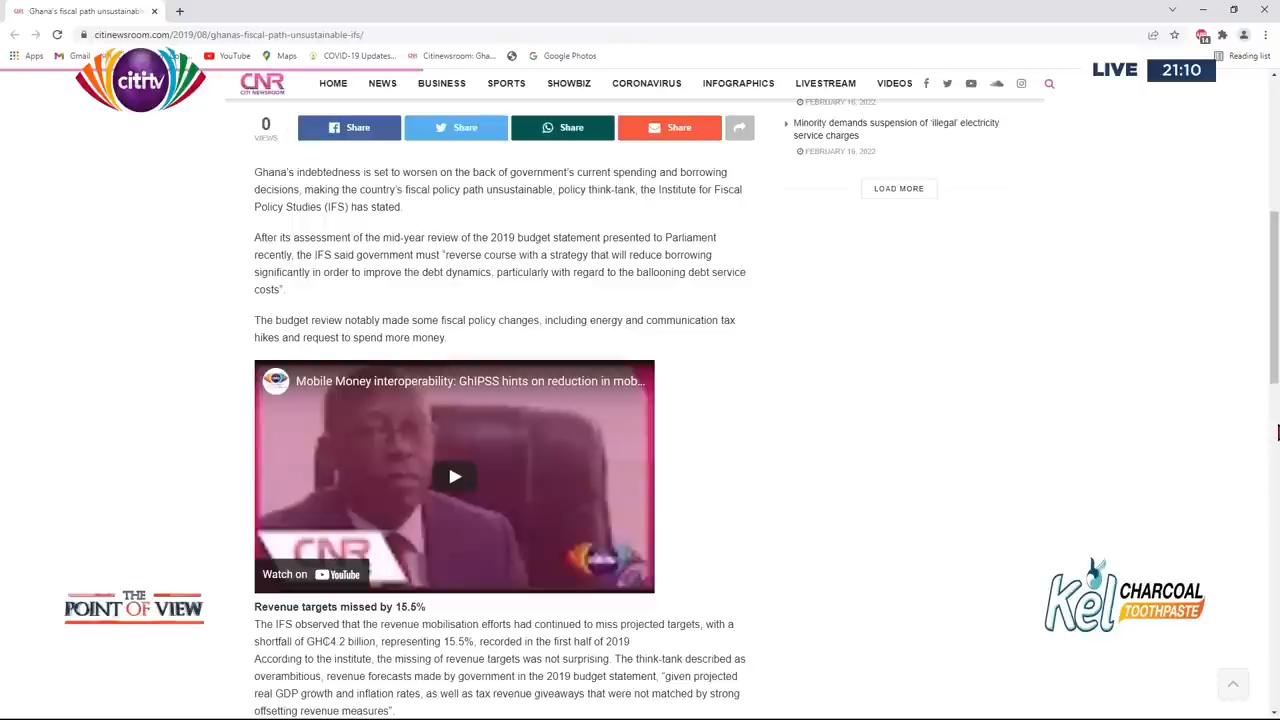 Ghana's fiscal path unsustainabl
citinewsroom.com/2019/08/ghanas-fiscal-path-unsustainable-ifs/
Apps
Gmail
YouTube
Maps
COVID-19 Updates...
Citinewsroom: Gha...
Google Photos
Reading list
citi tv
CNR
CITI NEWSROOM
HOME
NEWS
BUSINESS
SPORTS
SHOWBIZ
CORONAVIRUS
INFOGRAPHICS
LIVESTREAM
VIDEOS
LIVE
21:10
14
0
VIEWS
Share
Share
Share
Share
FEBRUARY 16, 2022
Minority demands suspension of 'illegal' electricity
service charges
FEBRUARY 16, 2022
LOAD MORE
Ghana's indebtedness is set to worsen on the back of government's current spending and borrowing
decisions, making the country's fiscal policy path unsustainable, policy think-tank, the Institute for Fiscal
Policy Studies (IFS) has stated.
After its assessment of the mid-year review of the 2019 budget statement presented to Parliament
recently, the IFS said government must "reverse course with a strategy that will reduce borrowing
significantly in order to improve the debt dynamics, particularly with regard to the ballooning debt service
costs".
The budget review notably made some fiscal policy changes, including energy and communication tax
hikes and request to spend more money.
Mobile Money interoperability: GhIPSS hints on reduction in mob...
CNR
Watch on YouTube
Revenue targets missed by 15.5%
The IFS observed that the revenue mobilization efforts had continued to miss projected targets, with a
shortfall of GHC4.2 billion, representing 15.5%, recorded in the first half of 2019
According to the institute, the missing of revenue targets was not surprising. The think-tank described as
overambitious, revenue forecasts made by government in the 2019 budget statement, "given projected
real GDP growth and inflation rates, as well as tax revenue giveaways that were not matched by strong
offsetting revenue measures".
THE
POINT OF VIEW
Kel CHARCOAL
TOOTHPASTE